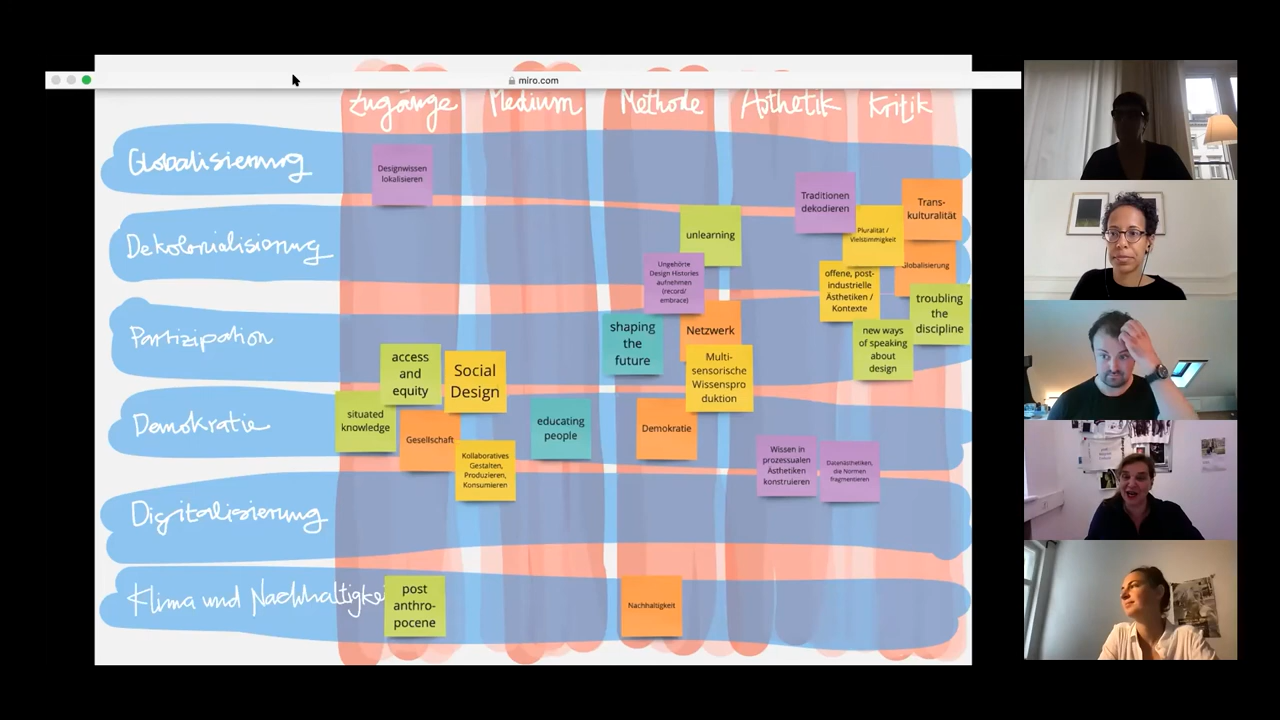 miro.com
Zugänge
Medium
Methode
Ästhetik
Kritik
Globalisierung
Designwissen
lokalisieren
Traditionen
dekodieren
Trans-
kulturalität
Dekolonialisierung
unlearning
Pluralität /
Vielstimmigkeit
Globalisierung
Ungehörte
Design Histories
aufnehmen
(record/
embrace)
offene, post-
industrielle
Ästhetiken /
Kontexte
troubling
the
discipline
Partizipation
shaping
the
future
Netzwerk
new ways
of speaking
about
design
access
and
equity
Social
Design
Multi-
sensorische
Wissenspro
duktion
Demokratie
situated
knowledge
Gesellschaft
educating
people
Demokratie
Kollaboratives
Gestalten,
Produzieren,
Konsumieren
Wissen in
prozessualen
Ästhetiken
konstruieren
Datenästhetiken,
die Normen
fragmentieren
Digitalisierung
Klima und Nachhaltigke
post
anthro-
pocene
Nachhaltigkeit